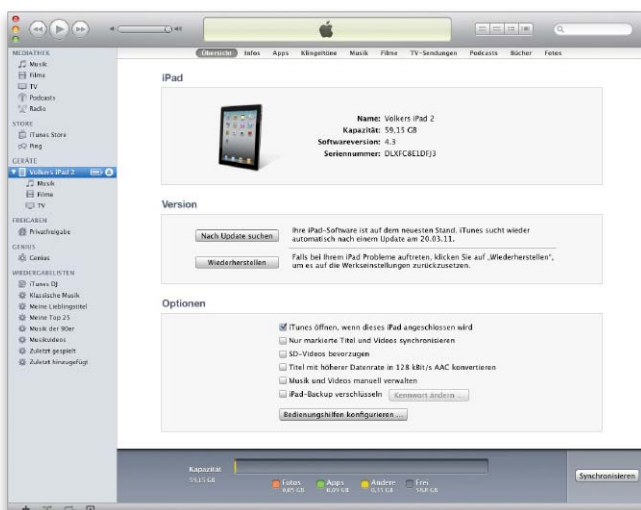 Übersicht Infos Apps Klingeltöne Musik Filme TV-Sendungen Podcasts Bücher Fotos
MEDIATHEK
Musik
Filme
TV
Podcasts
Radio
STORE
iTunes Store
Ping
GERÄTE
Volkers iPad 2
Musik
Filme
TV
FREIGABEN
Privatfreigabe
GENIUS
Genius
WIEDERGABELISTEN
iTunes DJ
Klassische Musik
Meine Lieblingstitel
Meine Top 25
Musik der 90er
Musikvideos
Zuletzt gespielt
Zuletzt hinzugefügt
iPad
Name: Volkers iPad 2
Kapazität: 59,15 GB
Softwareversion: 4.3
Seriennummer: DLXFC8E1DFJ3
Version
Nach Update suchen
Ihre iPad-Software ist auf dem neuesten Stand. iTunes sucht wieder
automatisch nach einem Update am 20.03.11.
Wiederherstellen
Falls bei Ihrem iPad Probleme auftreten, klicken Sie auf „Wiederherstellen“,
um es auf die Werkseinstellungen zurückzusetzen.
Optionen
iTunes öffnen, wenn dieses iPad angeschlossen wird
Nur markierte Titel und Videos synchronisieren
SD-Videos bevorzugen
Titel mit höherer Datenrate in 128 kBit/s AAC konvertieren
Musik und Videos manuell verwalten
iPad-Backup verschlüsseln Kennwort ändern ...
Bedienungshilfen konfigurieren ...
Kapazität
59,15 GB
Fotos Apps Andere Frei
Synchronisieren